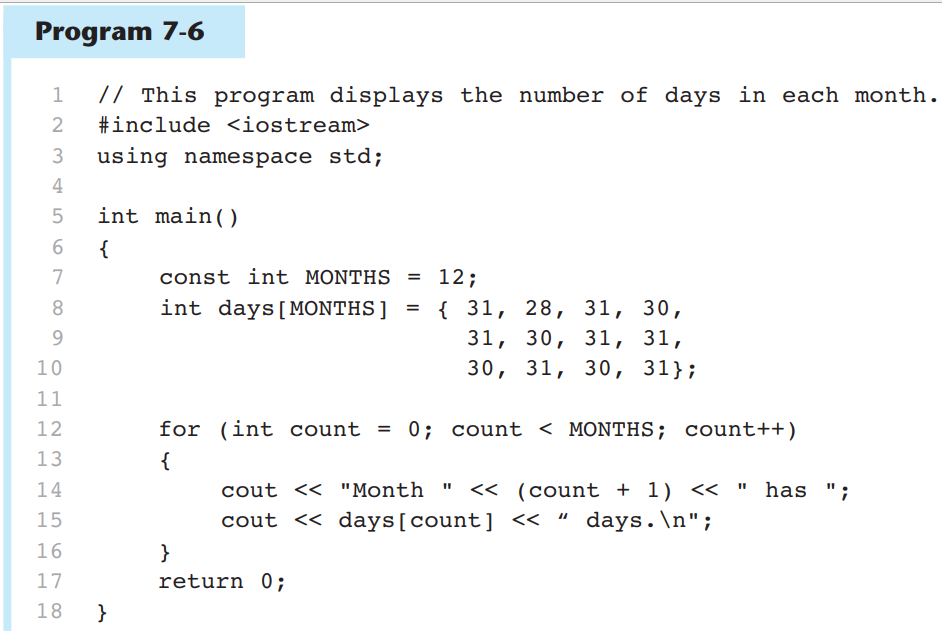 Program 7-6
1 // This program displays the number of days in each month.
2 #include <iostream>
3 using namespace std;
4
5 int main()
6 {
7 const int MONTHS = 12;
8 int days[MONTHS] = { 31, 28, 31, 30,
9 31, 30, 31, 31,
10 30, 31, 30, 31};
11
12 for (int count = 0; count < MONTHS; count++)
13 {
14 cout << "Month " << (count + 1) << " has ";
15 cout << days[count] << “ days.\n";
16 }
17 return 0;
18 }